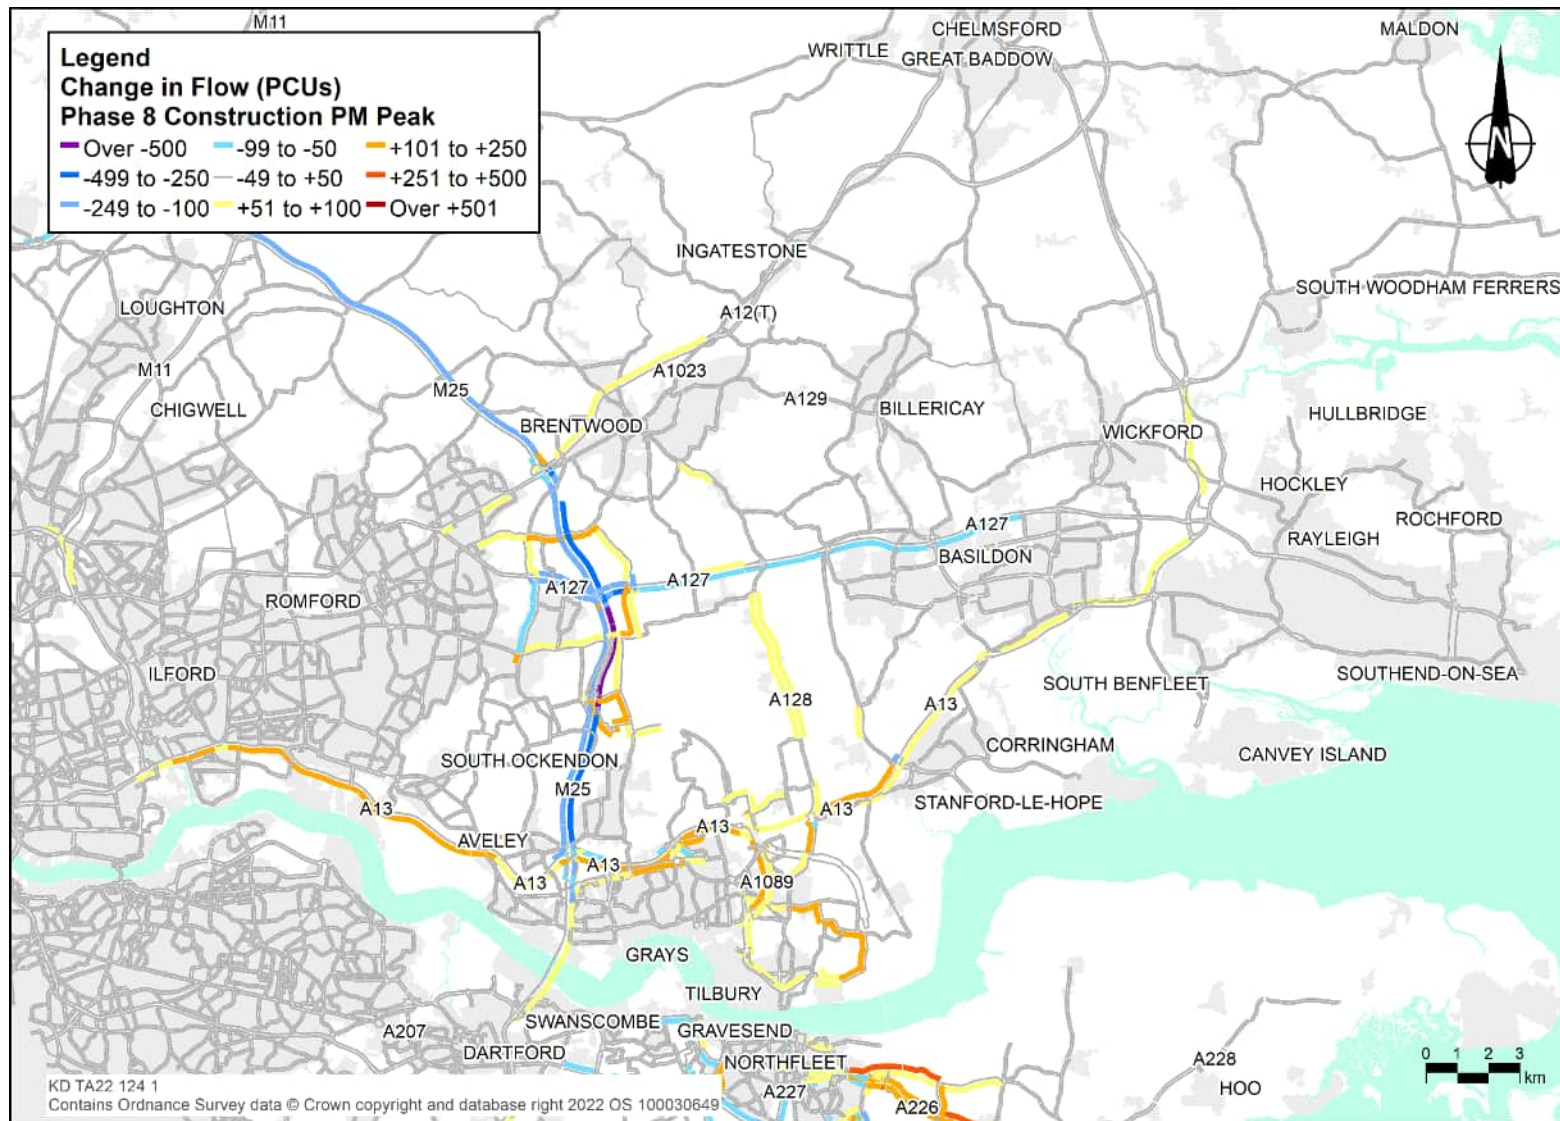 M11
CHELMSFORD
MALDON
WRITTLE
GREAT BADDOW
Legend
Change in Flow (PCUs)
Phase 8 Construction PM Peak
Over -500
-99 to -50
+101 to +250
-499 to -250
-49 to +50
+251 to +500
-249 to -100
+51 to +100
Over +501
N
INGATESTONE
SOUTH WOODHAM FERRERS
LOUGHTON
A12(T)
M11
A1023
M25
A129
CHIGWELL
BILLERICAY
HULLBRIDGE
BRENTWOOD
WICKFORD
HOCKLEY
ROCHFORD
A127
RAYLEIGH
BASILDON
A127
A127
ROMFORD
ILFORD
SOUTHEND-ON-SEA
SOUTH BENFLEET
A128
A13
CORRINGHAM
CANVEY ISLAND
SOUTH OCKENDON
M25
STANFORD-LE-HOPE
A13
A13
A13
AVELEY
A13
A13
A1089
GRAYS
TILBURY
SWANSCOMBE
GRAVESEND
A207
DARTFORD
NORTHFLEET
A228
HOO
A227
A226
0 1 2 3
km
KD TA22 124 1
Contains Ordnance Survey data © Crown copyright and database right 2022 OS 100030649